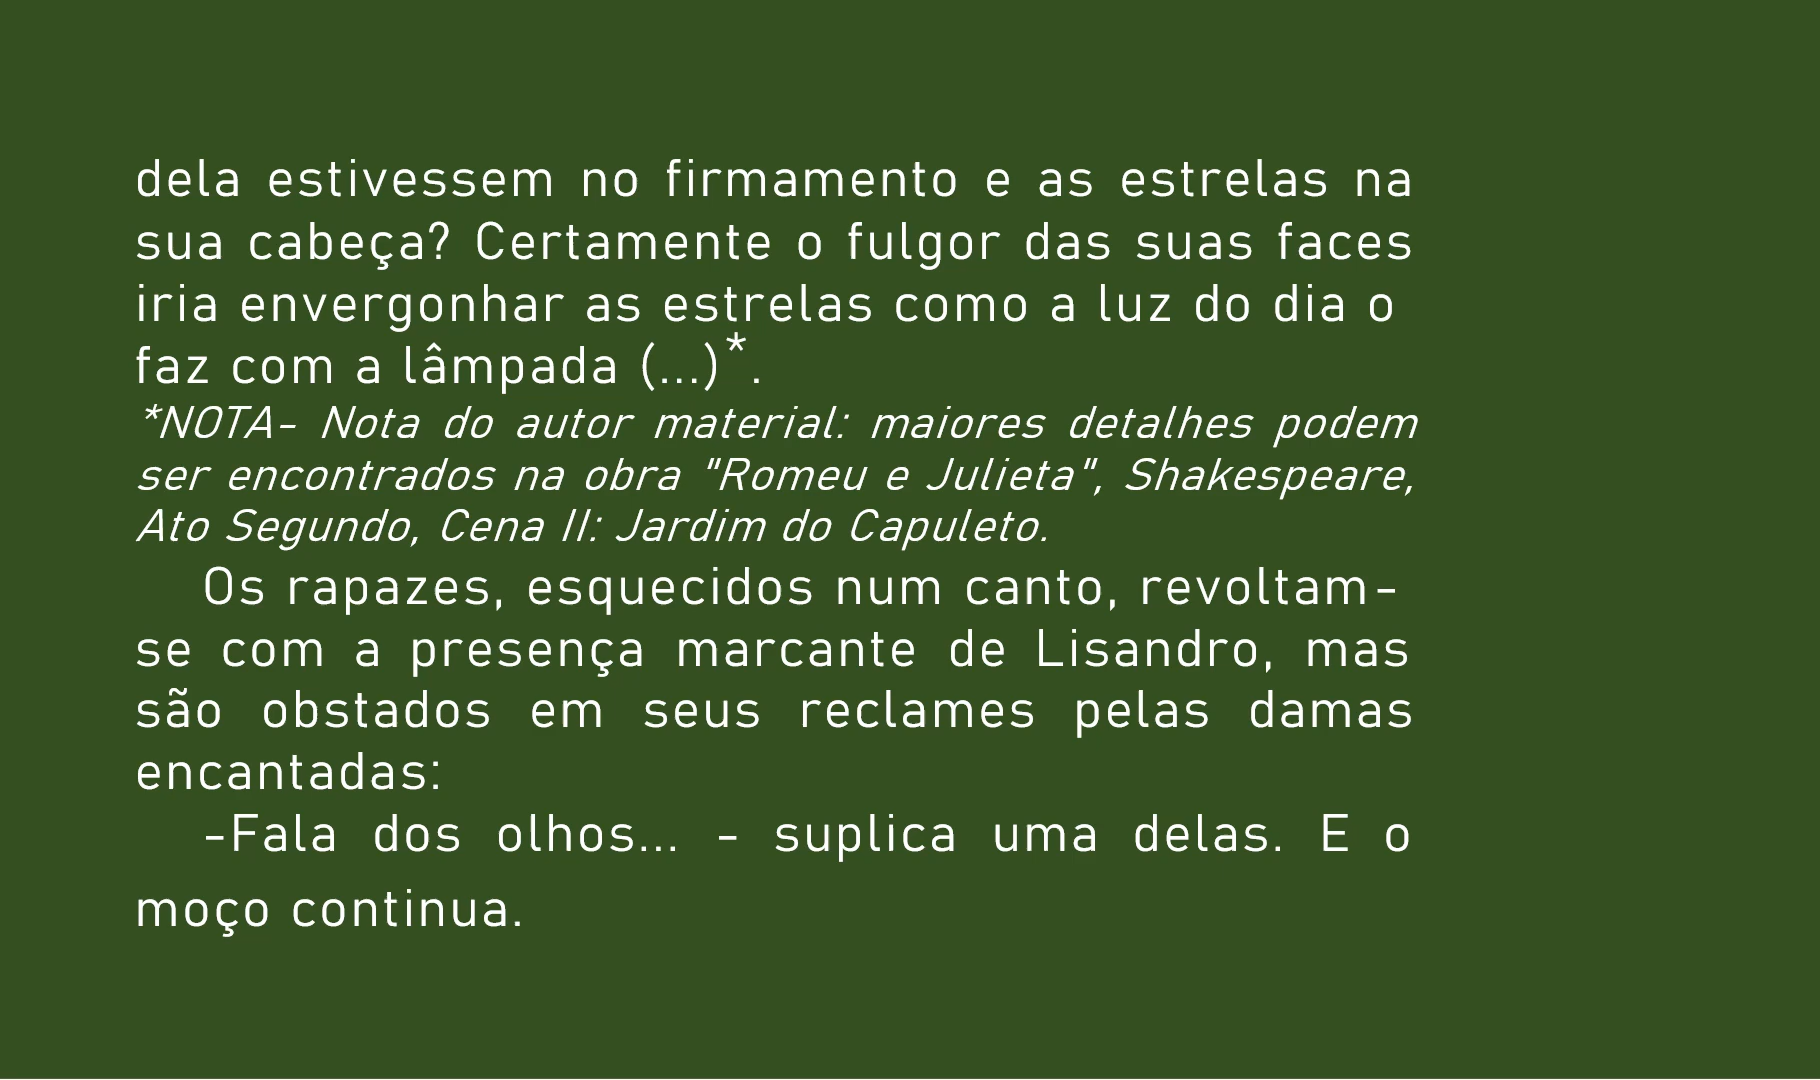 dela estivessem no firmamento e as estrelas na
sua cabeça? Certamente o fulgor das suas faces
iria envergonhar as estrelas como a luz do dia o
faz com a lâmpada (...)*.
*NOTA- Nota do autor material: maiores detalhes podem
ser encontrados na obra "Romeu e Julieta", Shakespeare,
Ato Segundo, Cena II: Jardim do Capuleto.
Os rapazes, esquecidos num canto, revoltam-
se com a presença marcante de Lisandro, mas
são obstados em seus reclames pelas damas
encantadas:
-Fala dos olhos... - suplica uma delas. E o
moço continua.